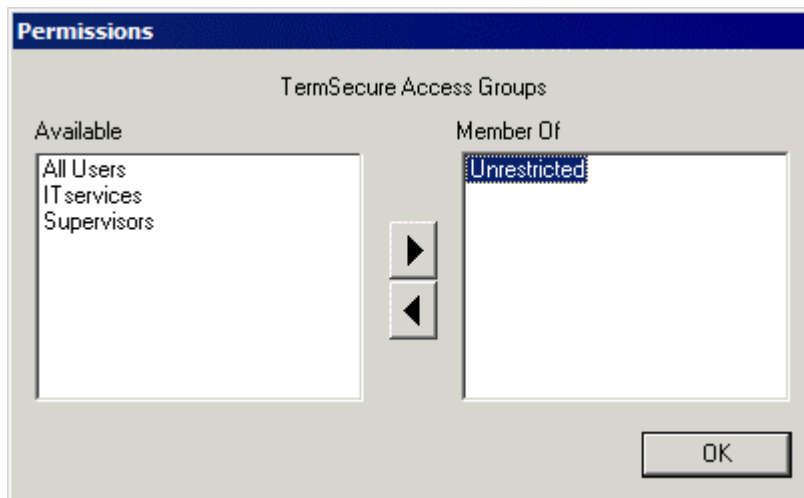 Permissions
TermSecure Access Groups
Available
Member Of
All Users
ITservices
Supervisors
Unrestricted
OK